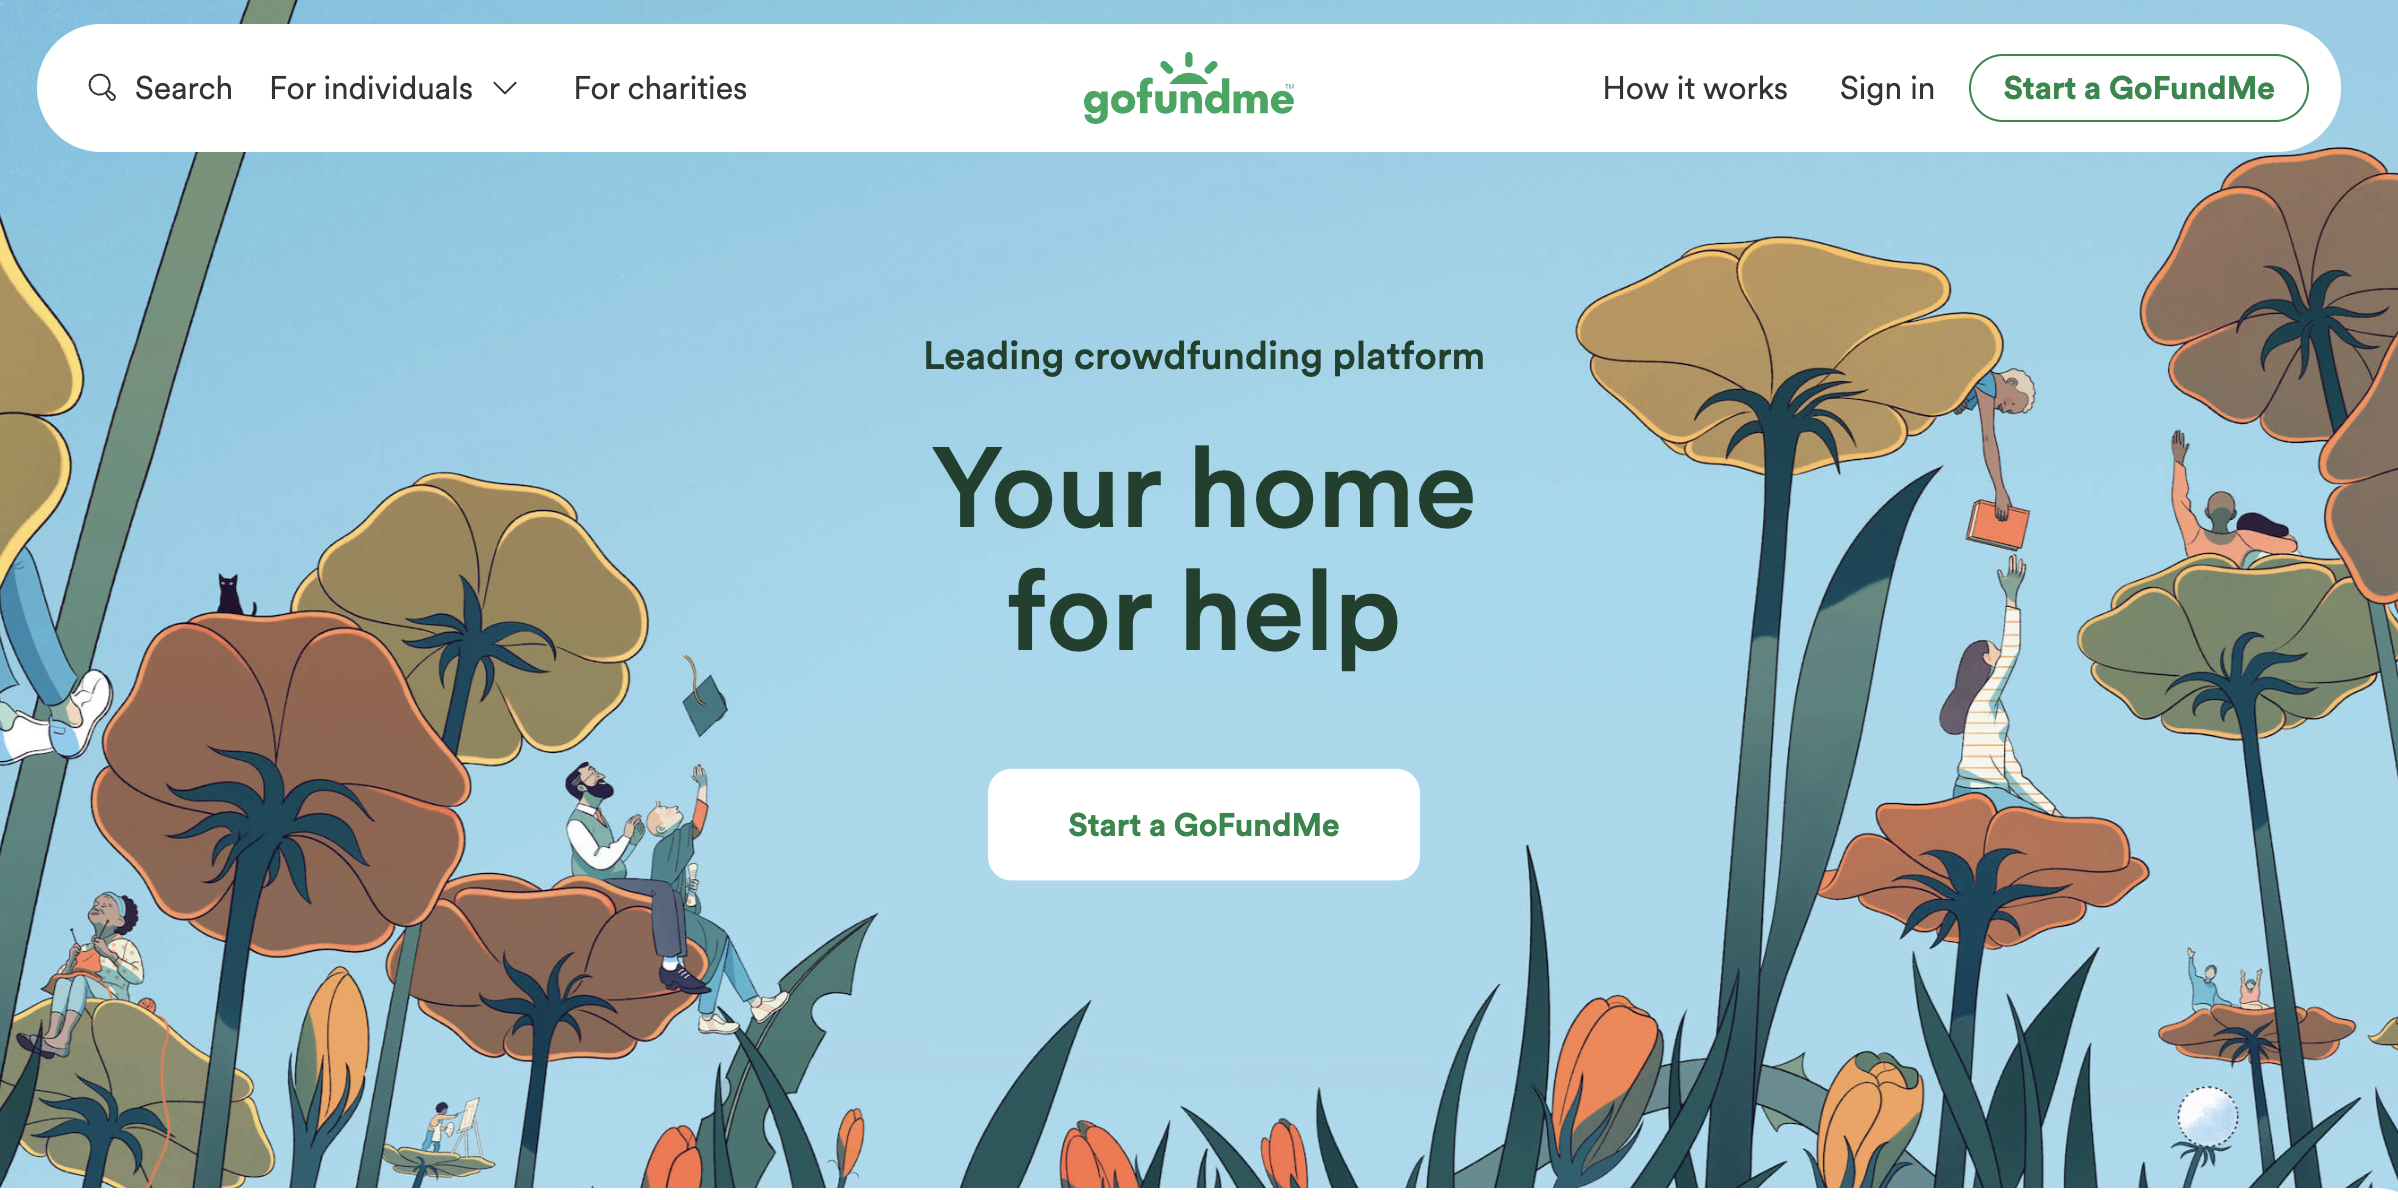 Search
For individuals
For charities
gofundme™
How it works
Sign in
Start a GoFundMe
Leading crowdfunding platform
Your home
for help
Start a GoFundMe